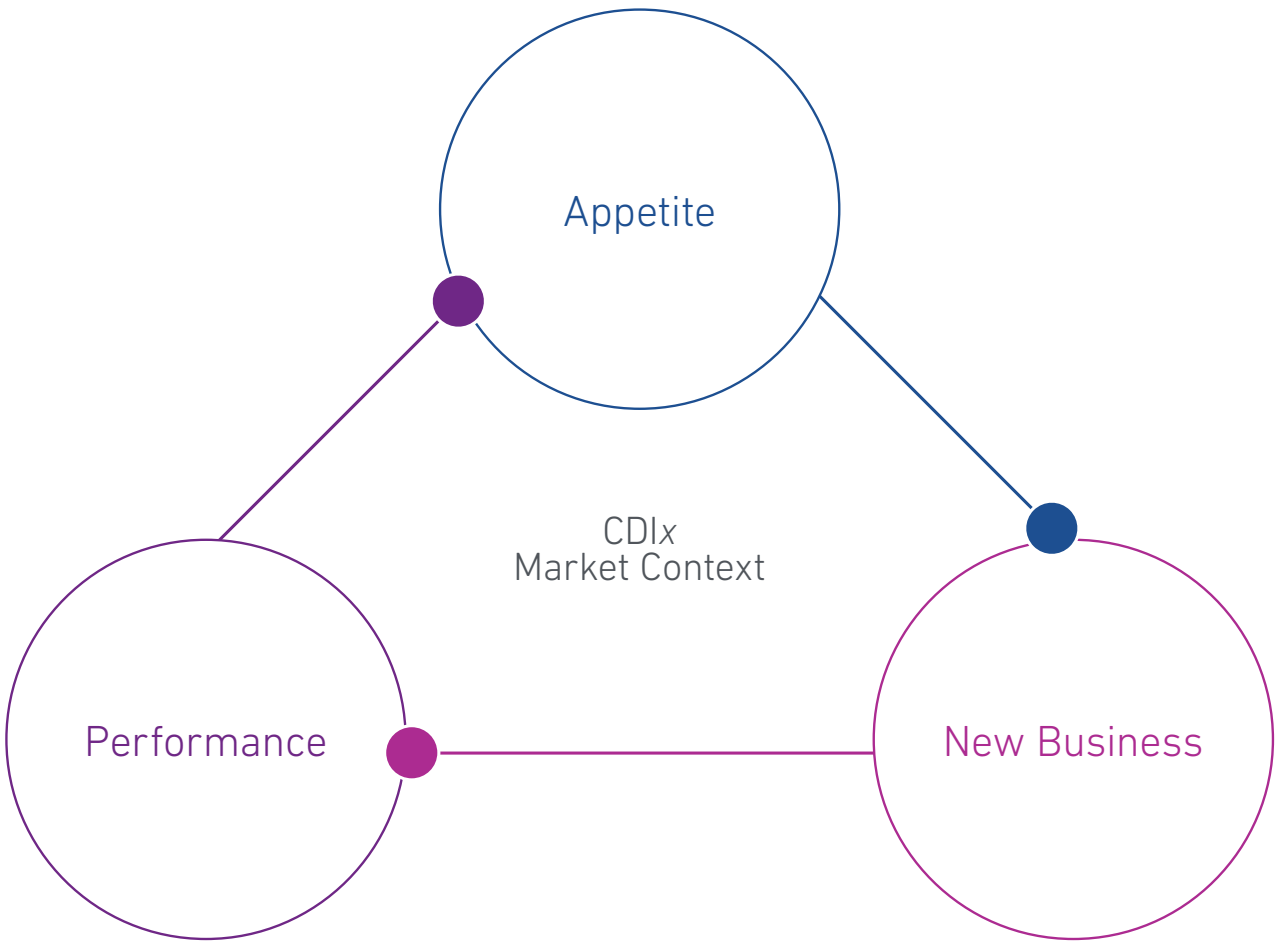 Appetite
CDIx
Market Context
Performance
New Business